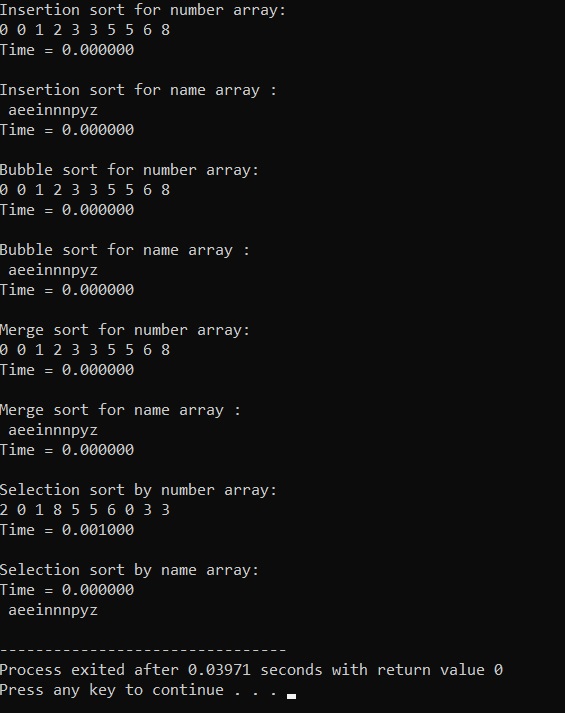 Insertion sort for number array:
0 0 1 2 3 3 5 5 6 8
Time = 0.000000
Insertion sort for name array :
aeeinnnpyz
Time = 0.000000
Bubble sort for number array:
0 0 1 2 3 3 5 5 6 8
Time = 0.000000
Bubble sort for name array :
aeeinnnpyz
Time = 0.000000
Merge sort for number array:
0 0 1 2 3 3 5 5 6 8
Time = 0.000000
Merge sort for name array :
aeeinnnpyz
Time = 0.000000
Selection sort by number array:
2 0 1 8 5 5 6 0 3 3
Time = 0.001000
Selection sort by name array:
Time = 0.000000
aeeinnnpyz
--------------------------------
Process exited after 0.03971 seconds with return value 0
Press any key to continue . . .